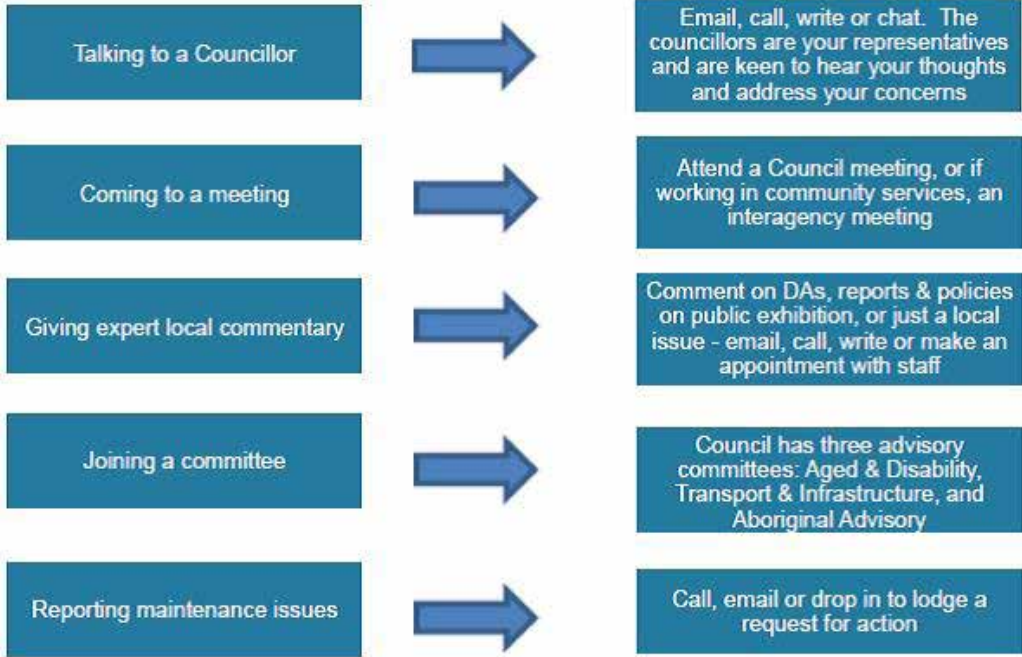 Talking to a Councillor
Email, call, write or chat. The
councillors are your representatives
and are keen to hear your thoughts
and address your concerns
Coming to a meeting
Attend a Council meeting, or if
working in community services, an
interagency meeting
Giving expert local commentary
Comment on DAs, reports & policies
on public exhibition, or just a local
issue - email, call, write or make an
appointment with staff
Joining a committee
Council has three advisory
committees: Aged & Disability,
Transport & Infrastructure, and
Aboriginal Advisory
Reporting maintenance issues
Call, email or drop in to lodge a
request for action